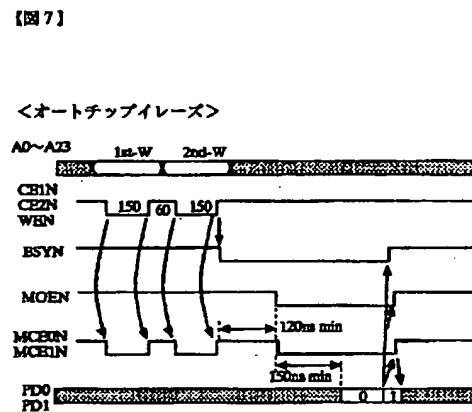 【図7】
<オートチップイレーズ>
A0～A23
1st-W 2nd-W
CE1N
CE2N
WEN
150 60 150
BSYN
MOEN
120ns min
MCE0N
MCE1N
150ns min
PD0
PD1
0 1